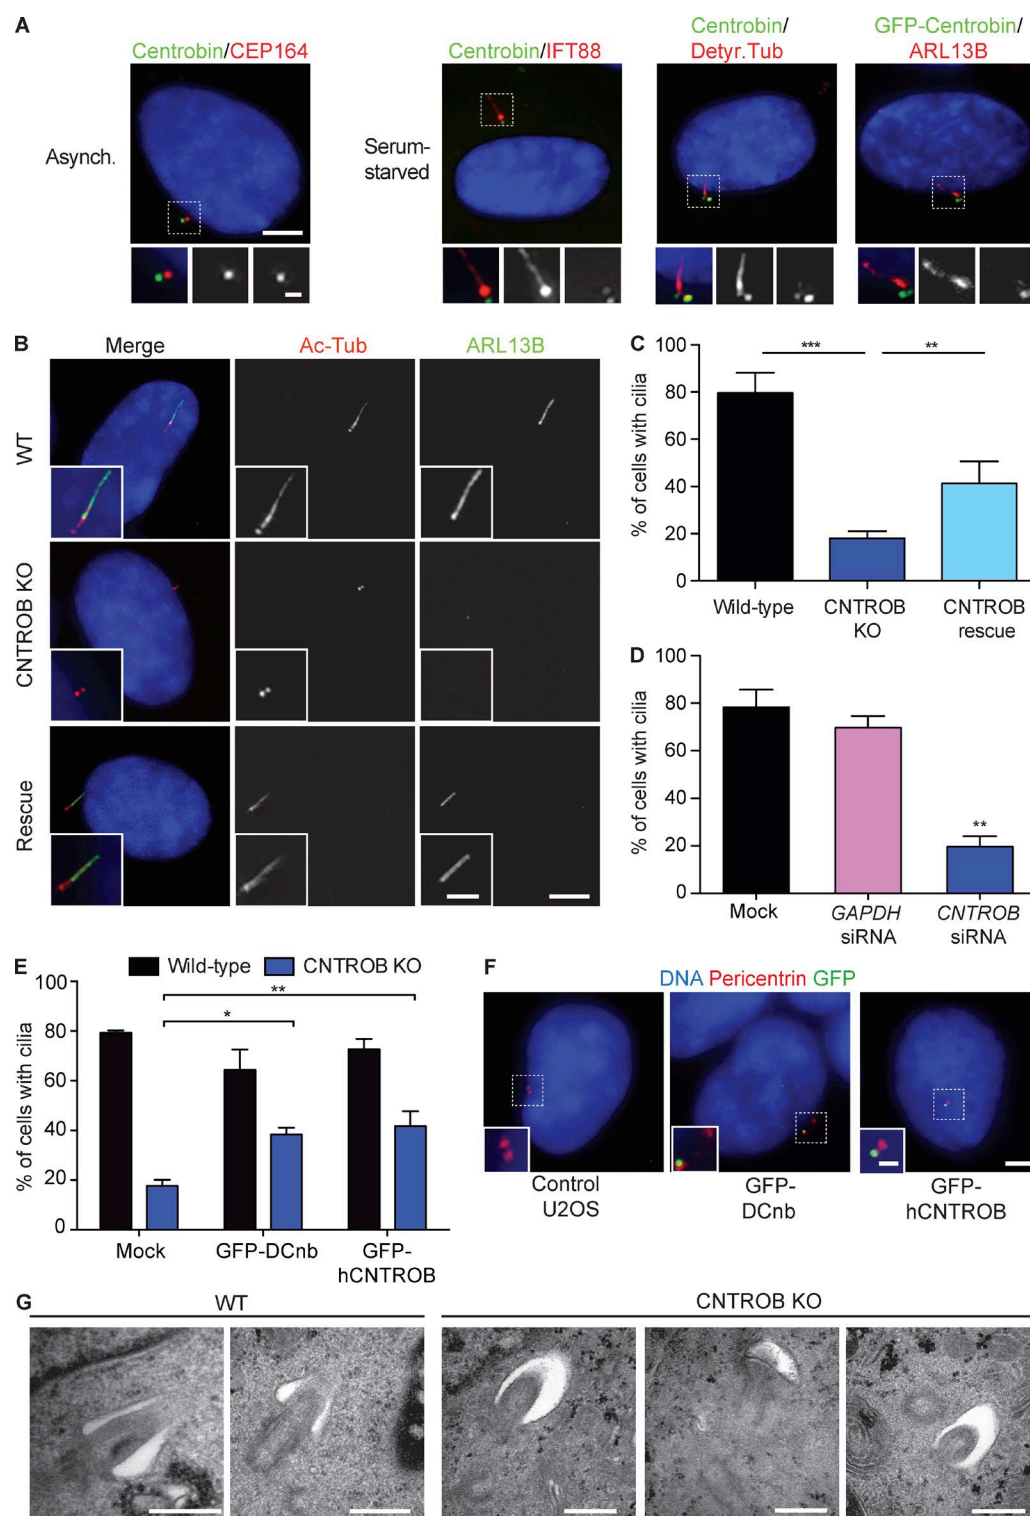 A
Centrobin/CEP164
Centrobin/IFT88
Centrobin/
Detyr.Tub
GFP-Centrobin/
ARL13B
Asynch.
Serum-
starved
B
Merge
Ac-Tub
ARL13B
WT
CNTROB KO
Rescue
C
% of cells with cilia
100
80
60
40
20
0
***
**
Wild-type
CNTROB
KO
CNTROB
rescue
D
% of cells with cilia
100
80
60
40
20
0
**
Mock
GAPDH
siRNA
CNTROB
siRNA
E
Wild-type
CNTROB KO
% of cells with cilia
100
80
60
40
20
0
**
*
Mock
GFP-DCnb
GFP-
hCNTROB
F
DNA Pericentrin GFP
Control
U2OS
GFP-
DCnb
GFP-
hCNTROB
G
WT
CNTROB KO